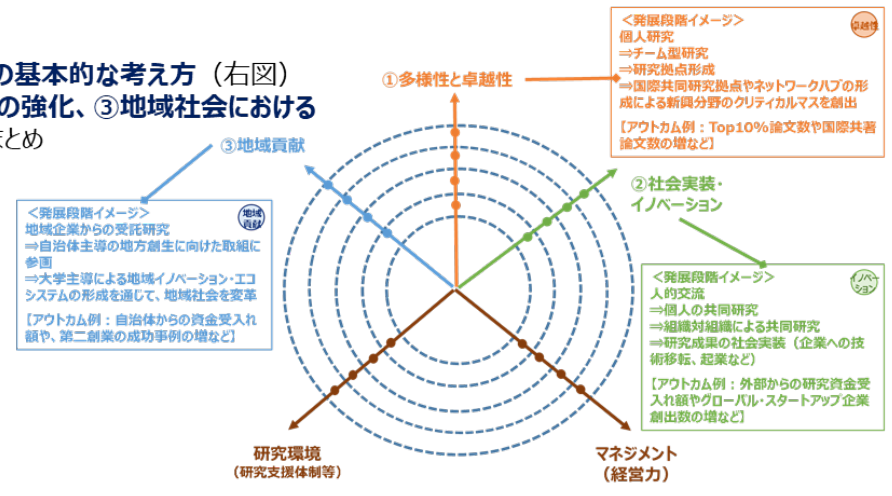 の基本的な考え方（右図）
の強化、③地域社会における
まとめ
①多様性と卓越性
＜発展段階イメージ＞
個人研究
⇒チーム型研究
⇒研究拠点形成
⇒国際共同研究拠点やネットワークハブの形
成による新興分野のクリティカルマスを創出
【アウトカム例：Top10％論文数や国際共著
論文数の増など】
卓越性
③地域貢献
＜発展段階イメージ＞
地域企業からの受託研究
⇒自治体主導の地方創生に向けた取組に
参画
⇒大学主導による地域イノベーション・エコ
システムの形成を通じて、地域社会を変革
【アウトカム例：自治体からの資金受入れ
額や、第二創業の成功事例の増など】
地域
貢献
②社会実装・
イノベーション
＜発展段階イメージ＞
人的交流
⇒個人の共同研究
⇒組織対組織による共同研究
⇒研究成果の社会実装（企業への技
術移転、起業など）
【アウトカム例：外部からの研究資金受
入れ額やグローバル・スタートアップ企業
創出数の増など】
イノベー
ション
研究環境
（研究支援体制等）
マネジメント
（経営力）